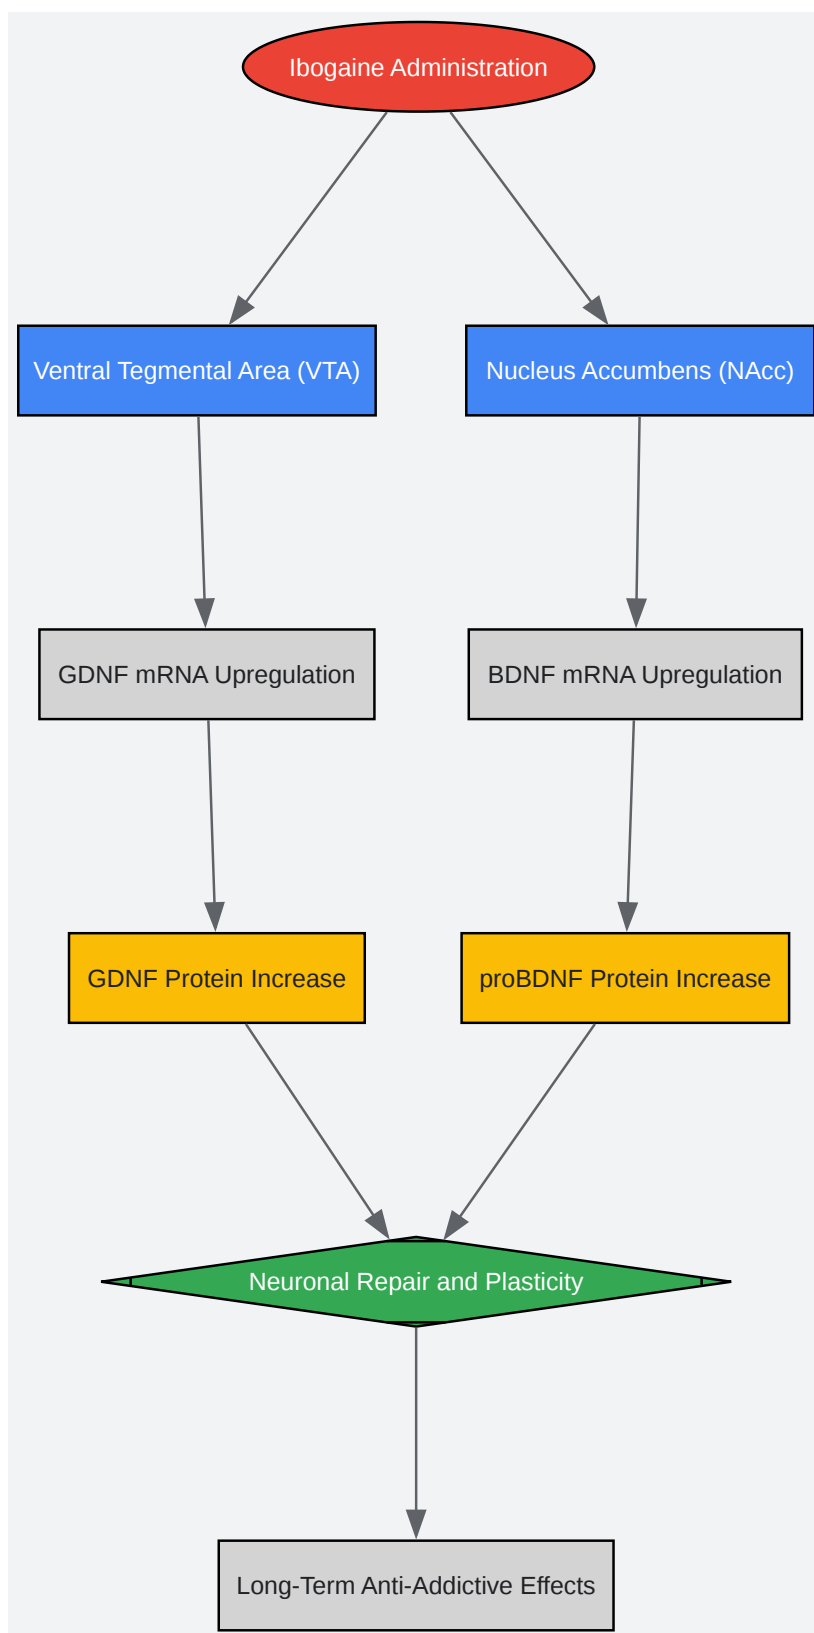 Ibogaine Administration
Ventral Tegmental Area (VTA)
Nucleus Accumbens (NAcc)
GDNF mRNA Upregulation
BDNF mRNA Upregulation
GDNF Protein Increase
proBDNF Protein Increase
Neuronal Repair and Plasticity
Long-Term Anti-Addictive Effects